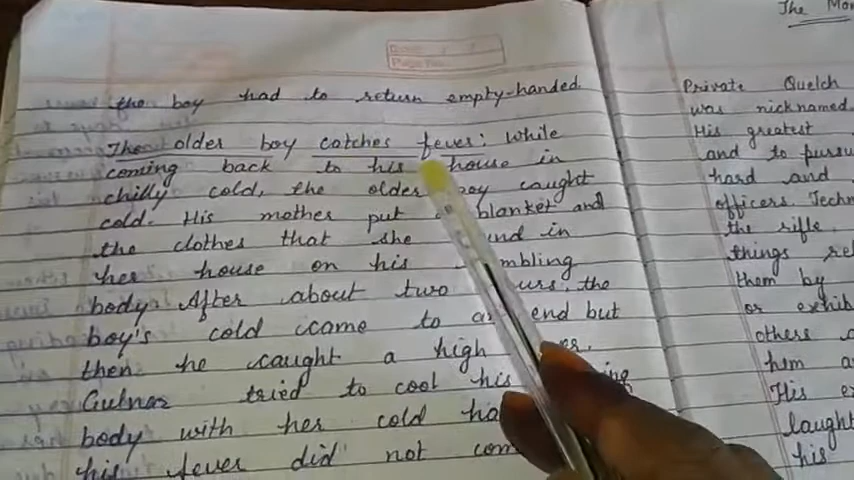 the boy had to return empty-handed
The older boy catches fever: while
coming back to his house in
chilly cold, the older boy caught
cold. His mother put a blanket and
the clothes that she in
her house on his
body. After about two the
boy's cold came to an end but
then he caught a high
Gulnar tried to cool his
body with her cold
his fever did not
The
Private Quelch
was nicknamed
His greatest
and to pursu
hard and
officers. Techn
the rifle.
things rel
them by
or exhib
others
him a
His e
laugh
his